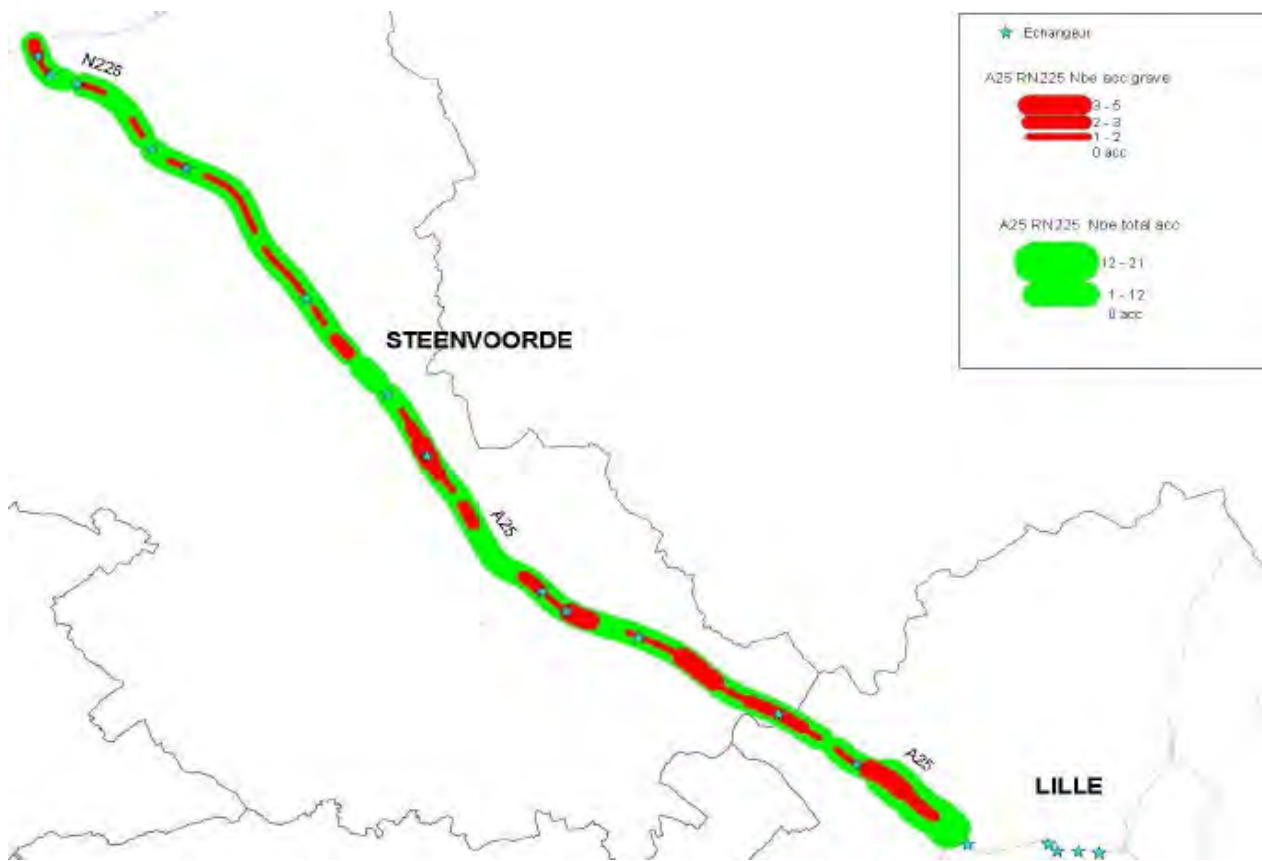 N225
Echangeur
A25 RN225 Nbe acc grave
3 - 5
2 - 3
1 - 2
0 acc
A25 RN225 Nbe total acc
12 - 21
1 - 12
0 acc
STEENVOORDE
A25
A25
LILLE